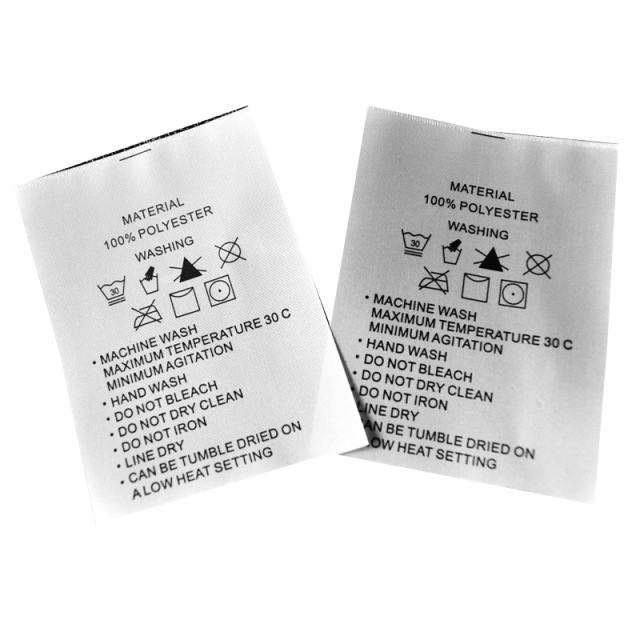 MATERIAL
100% POLYESTER
WASHING
30
• MACHINE WASH
MAXIMUM TEMPERATURE 30 C
MINIMUM AGITATION
• HAND WASH
• DO NOT BLEACH
• DO NOT DRY CLEAN
• DO NOT IRON
• LINE DRY
• CAN BE TUMBLE DRIED ON
A LOW HEAT SETTING
MATERIAL
100% POLYESTER
WASHING
30
• MACHINE WASH
MAXIMUM TEMPERATURE 30 C
MINIMUM AGITATION
• HAND WASH
• DO NOT BLEACH
• DO NOT DRY CLEAN
• DO NOT IRON
LINE DRY
CAN BE TUMBLE DRIED ON
LOW HEAT SETTING